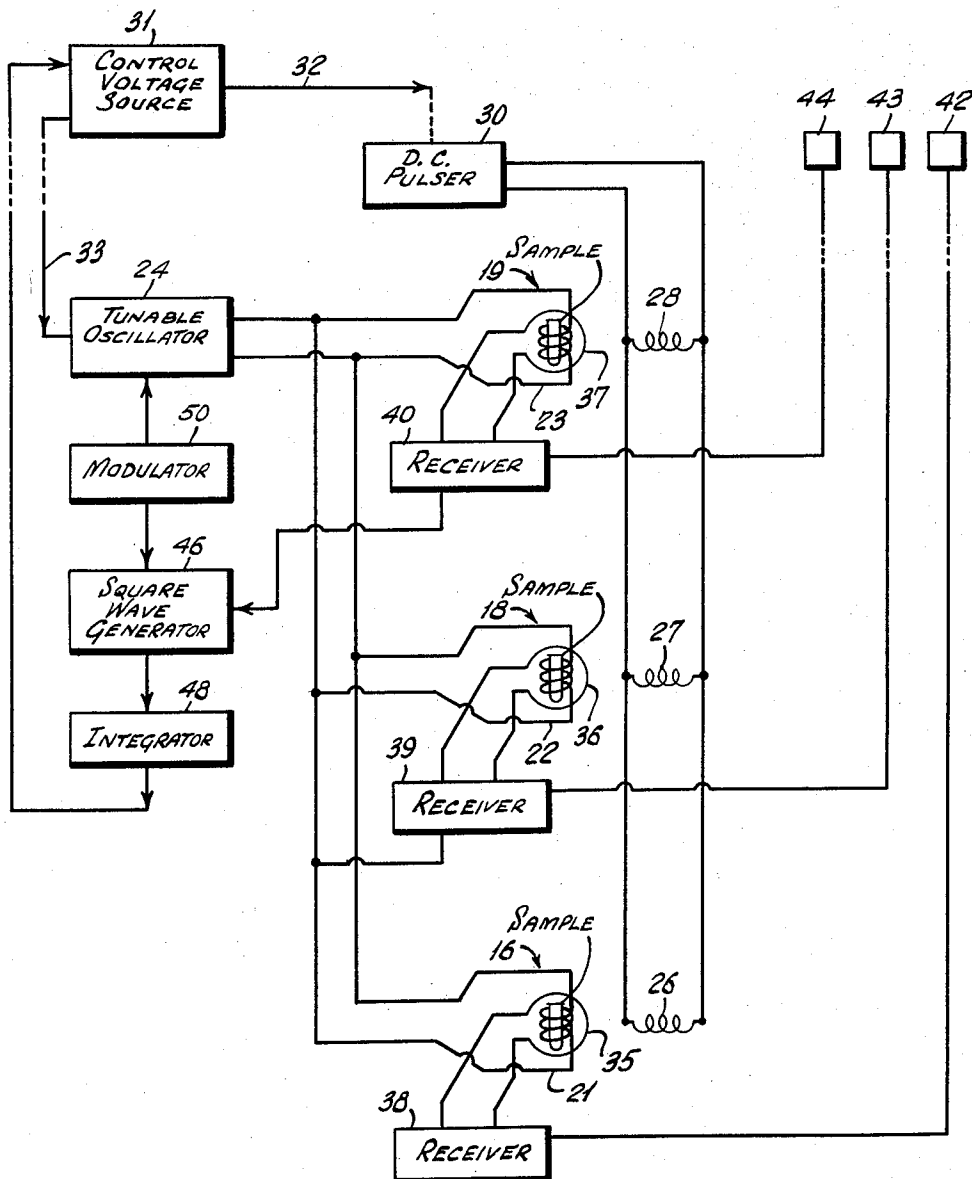 31
CONTROL
VOLTAGE
SOURCE
32
30
D. C.
PULSER
44
43
42
33
24
TUNABLE
OSCILLATOR
SAMPLE
19
28
37
23
50
MODULATOR
40
RECEIVER
46
SQUARE
WAVE
GENERATOR
SAMPLE
18
27
36
22
48
INTEGRATOR
39
RECEIVER
SAMPLE
16
26
35
21
38
RECEIVER